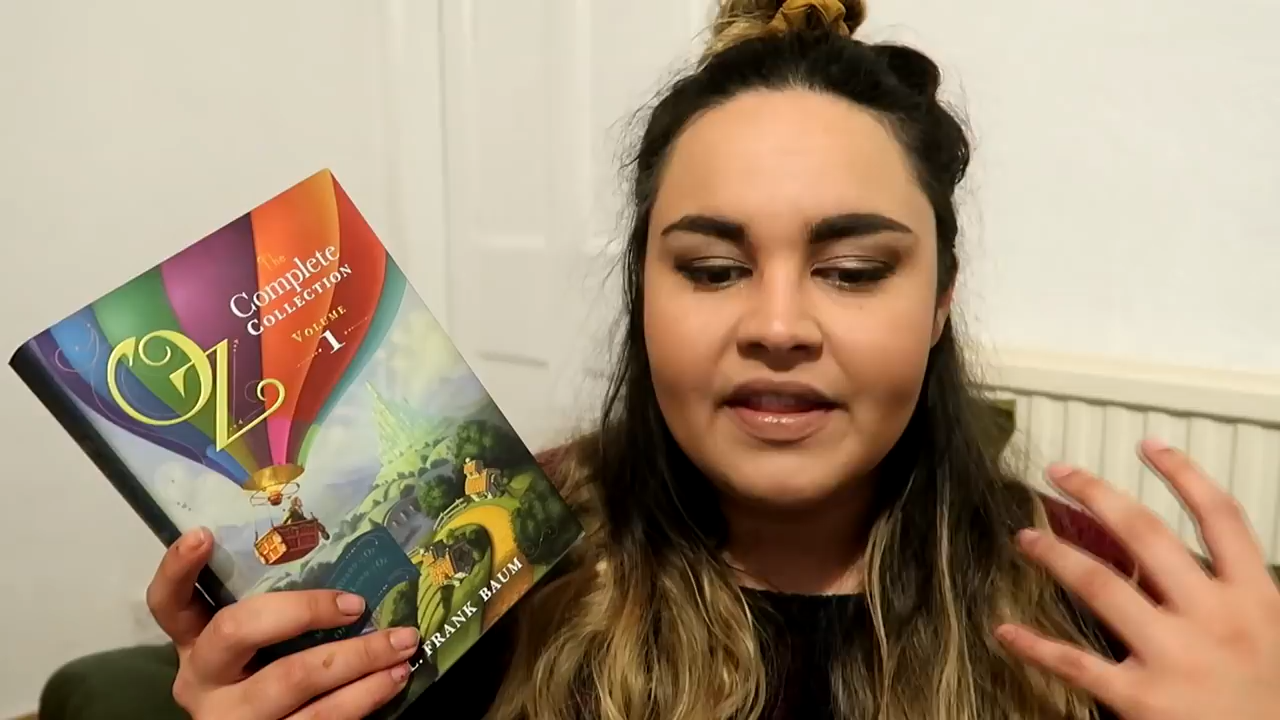 The
Complete
COLLECTION
VOLUME
1
OZ
L. FRANK BAUM